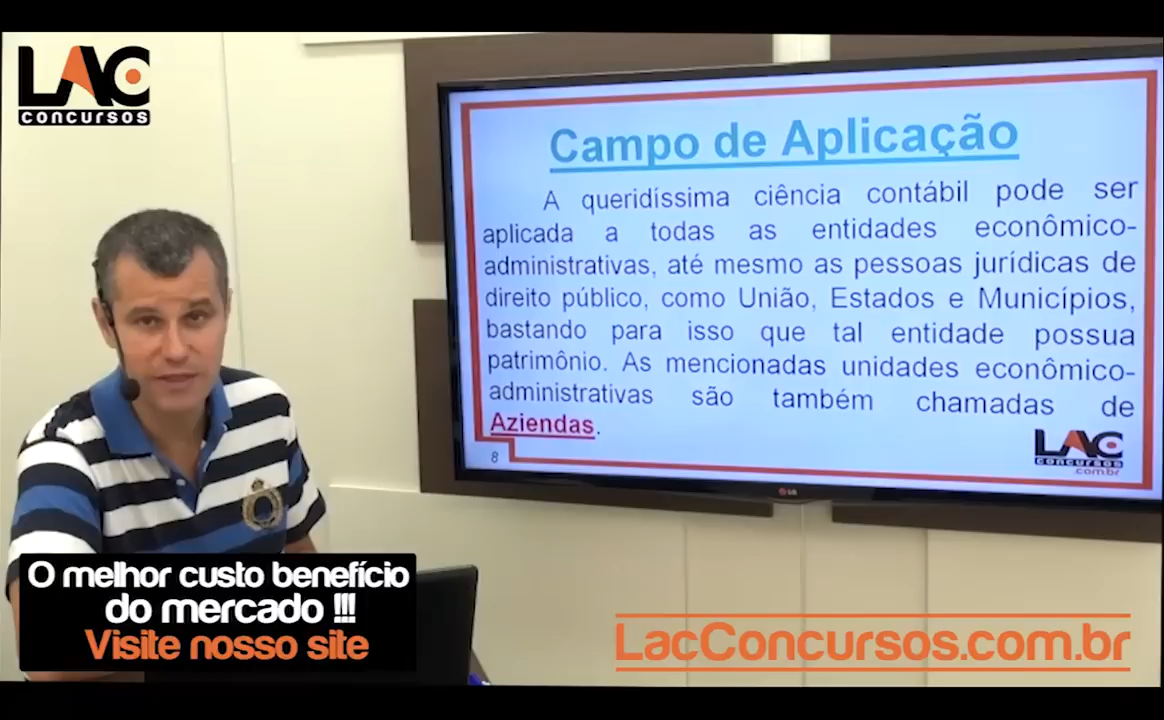 LAC
concursos
Campo de Aplicação
A queridíssima ciência contábil pode ser
aplicada a todas as entidades econômico-
administrativas, até mesmo as pessoas jurídicas de
direito público, como União, Estados e Municípios,
bastando para isso que tal entidade possua
patrimônio. As mencionadas unidades econômico-
administrativas são também chamadas de
Aziendas.
8
LAC
concursos
.com.br
LG
O melhor custo benefício
do mercado !!!
Visite nosso site
LacConcursos.com.br